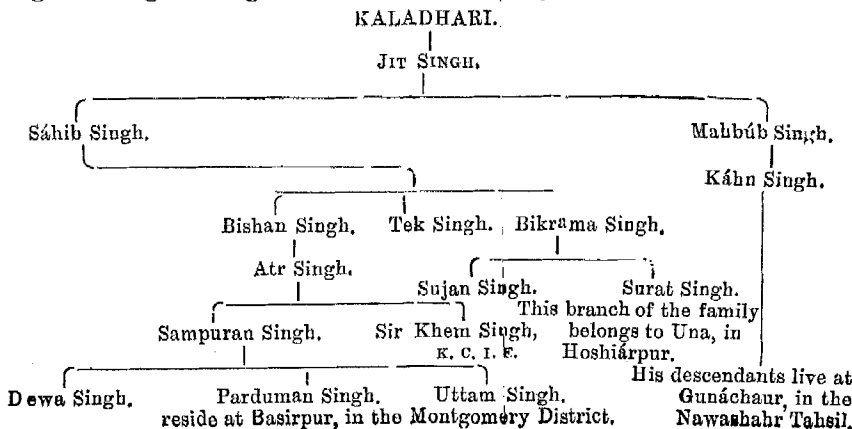 KALADHARI.
JIT SINGH.
Sáhib Singh.
Mahbúb Singh.
Káhn Singh.
Bishan Singh. Tek Singh. Bikrama Singh.
Atr Singh.
Sujan Singh. Surat Singh.
This branch of the family
belongs to Una, in
Hoshiárpur.
Sampuran Singh. Sir Khem Singh,
K. C. I. E.
His descendants live at
Gunáchaur, in the
Nawashahr Tahsil.
Dewa Singh. Parduman Singh. Uttam Singh.
reside at Basirpur, in the Montgomery District.